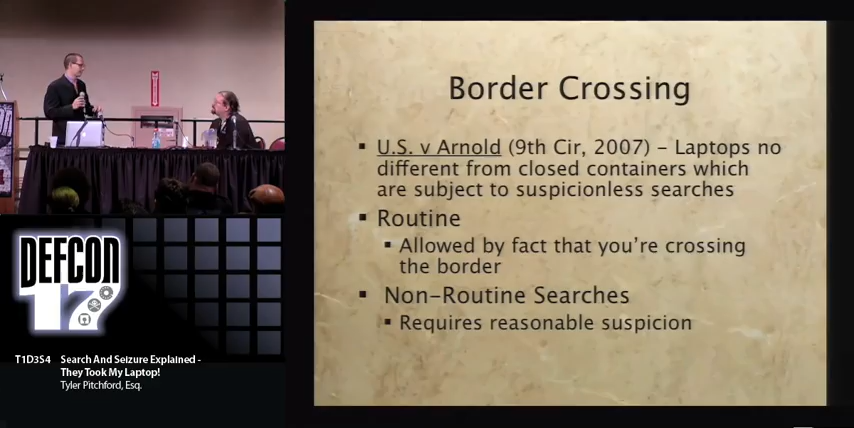 Border Crossing
▪ U.S. v Arnold (9th Cir, 2007) – Laptops no
different from closed containers which
are subject to suspicionless searches
▪ Routine
▪ Allowed by fact that you're crossing
the border
▪ Non-Routine Searches
▪ Requires reasonable suspicion
DEFCON
17
T1D3S4 Search And Seizure Explained -
They Took My Laptop!
Tyler Pitchford, Esq.